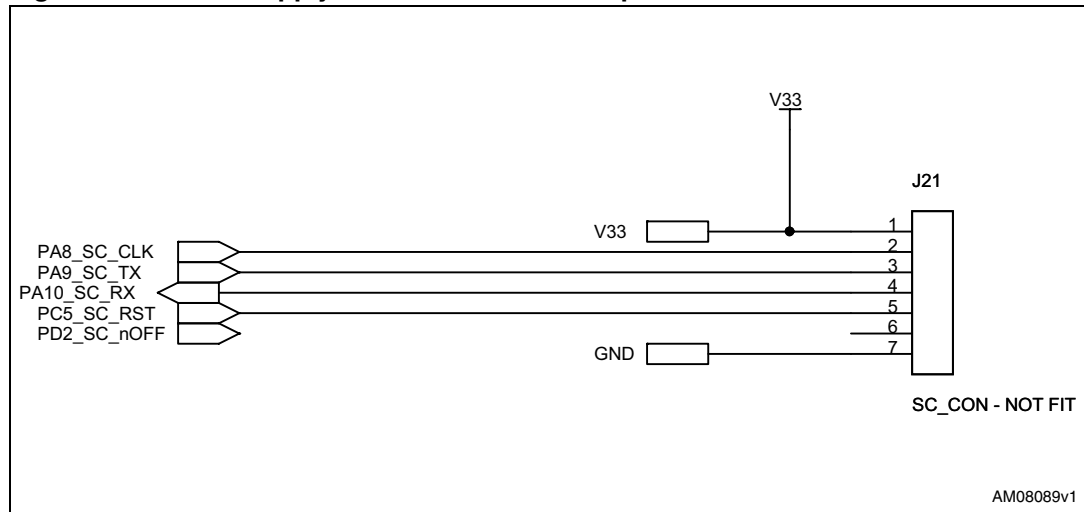 V33
J21
V33
1
PA8_SC_CLK
2
PA9_SC_TX
3
PA10_SC_RX
4
PC5_SC_RST
5
PD2_SC_nOFF
6
GND
7
SC_CON - NOT FIT
AM08089v1